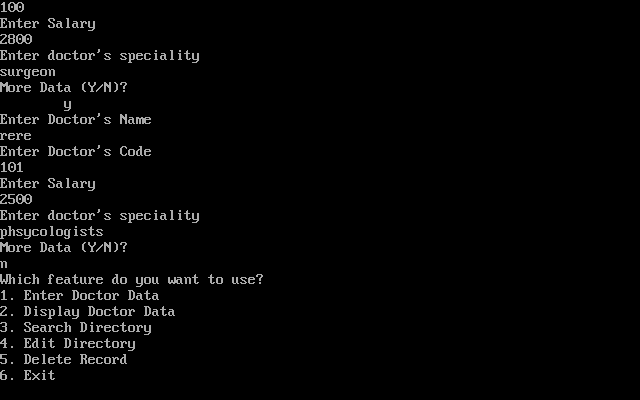 100
Enter Salary
2800
Enter doctor's speciality
surgeon
More Data (Y/N)?
y
Enter Doctor's Name
rere
Enter Doctor's Code
101
Enter Salary
2500
Enter doctor's speciality
phsycologists
More Data (Y/N)?
n
Which feature do you want to use?
1. Enter Doctor Data
2. Display Doctor Data
3. Search Directory
4. Edit Directory
5. Delete Record
6. Exit